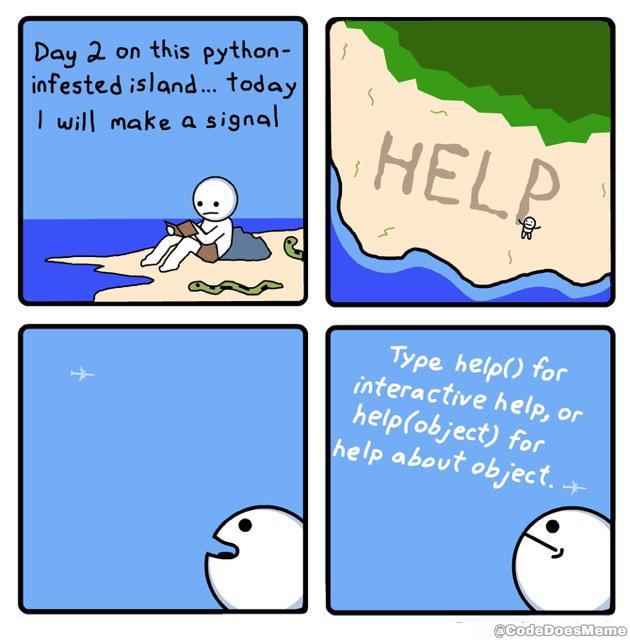 Day 2 on this python-
infested island... today
I will make a signal
HELP
Type help() for
interactive help, or
help(object) for
help about object.
@CodeDoesMeme